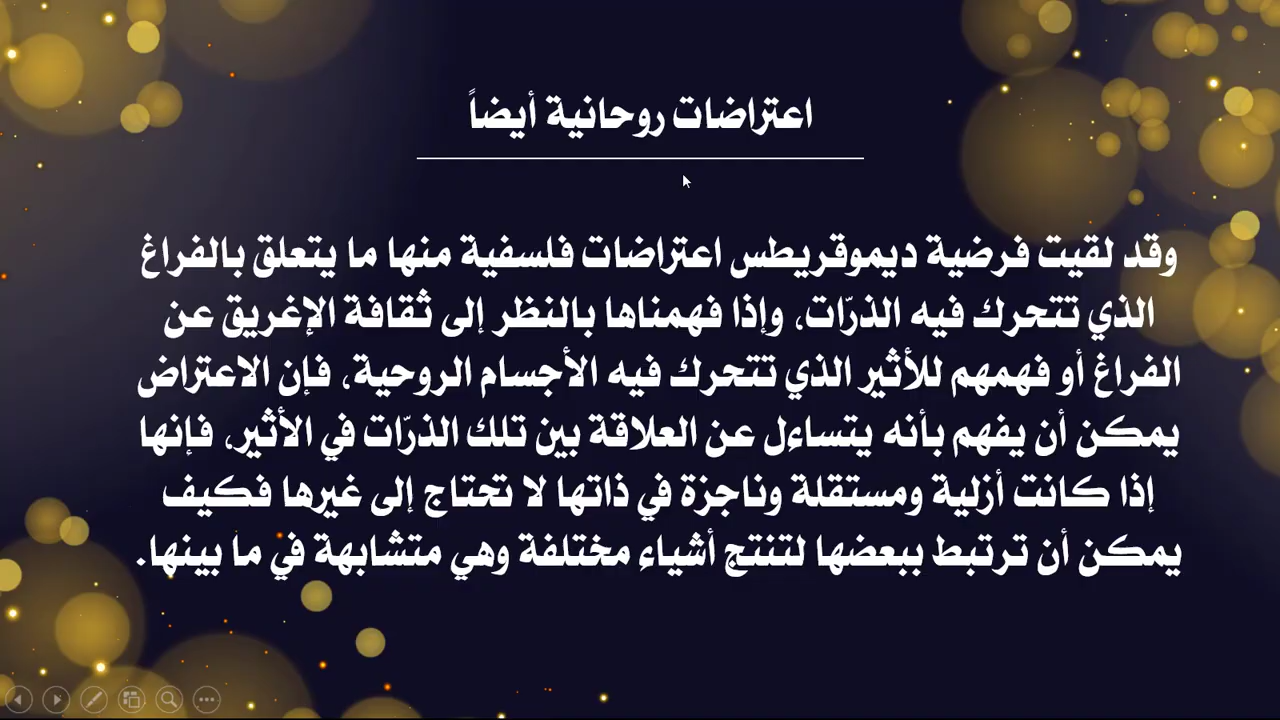 اعتراضات روحانية أيضاً
وقد لقيت فرضية ديموقريطس اعتراضات فلسفية منها ما يتعلق بالفراغ
الذي تتحرك فيه الذرّات، وإذا فهمناها بالنظر إلى ثقافة الإغريق عن
الفراغ أو فهمهم للأثير الذي تتحرك فيه الأجسام الروحية، فإن الاعتراض
يمكن أن يفهم بأنه يتساءل عن العلاقة بين تلك الذرّات في الأثير، فإنها
إذا كانت أزلية ومستقلة وناجزة في ذاتها لا تحتاج إلى غيرها فكيف
يمكن أن ترتبط ببعضها لتنتج أشياء مختلفة وهي متشابهة في ما بينها.